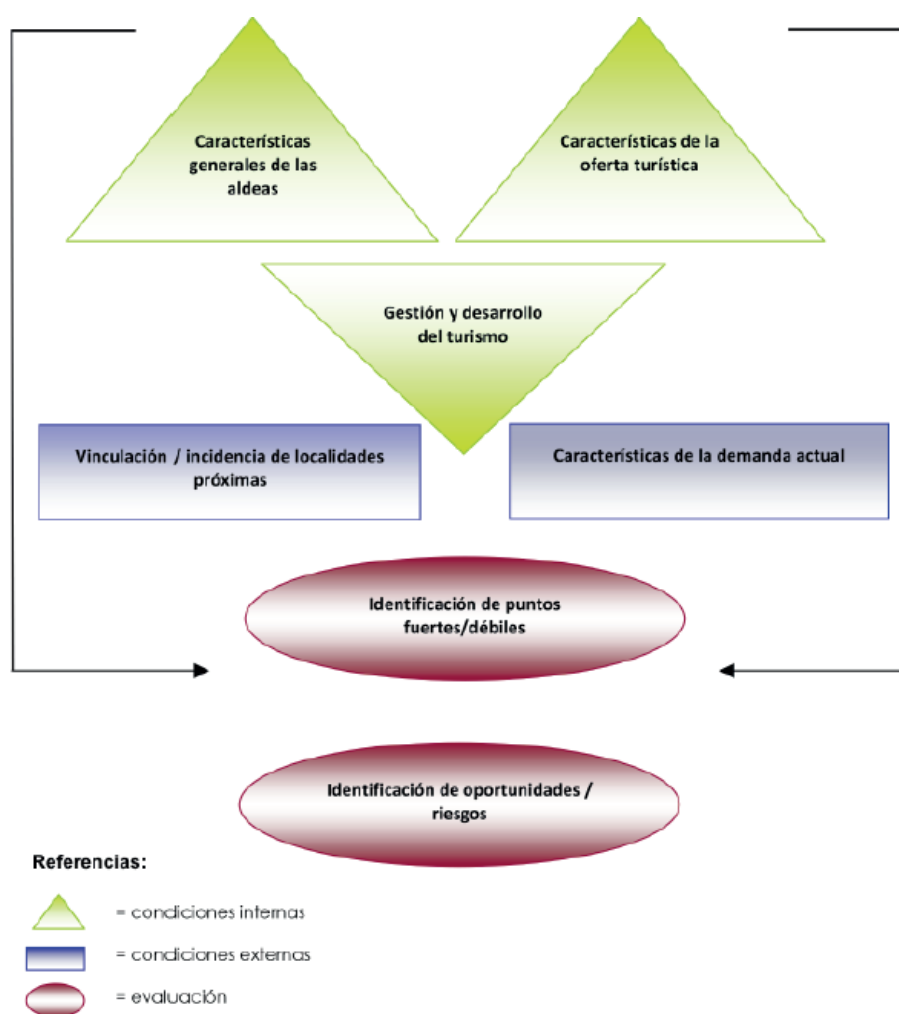 Características
generales de las
aldeas
Características de la
oferta turística
Gestión y desarrollo
del turismo
Vinculación / incidencia de localidades
próximas
Características de la demanda actual
Identificación de puntos
fuertes/débiles
Identificación de oportunidades /
riesgos
Referencias:
= condiciones internas
= condiciones externas
= evaluación